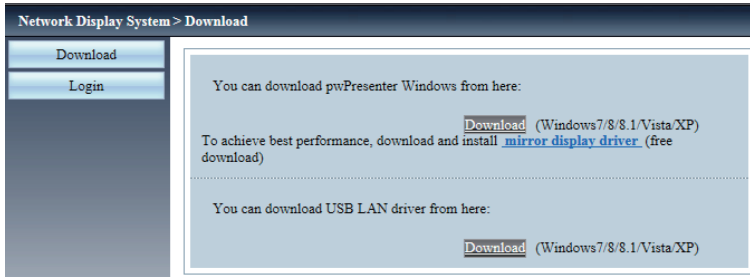 Network Display System > Download
Download
Login
You can download pwPresenter Windows from here:
Download (Windows7/8/8.1/Vista/XP)
To achieve best performance, download and install mirror display driver (free
download)
You can download USB LAN driver from here:
Download (Windows7/8/8.1/Vista/XP)